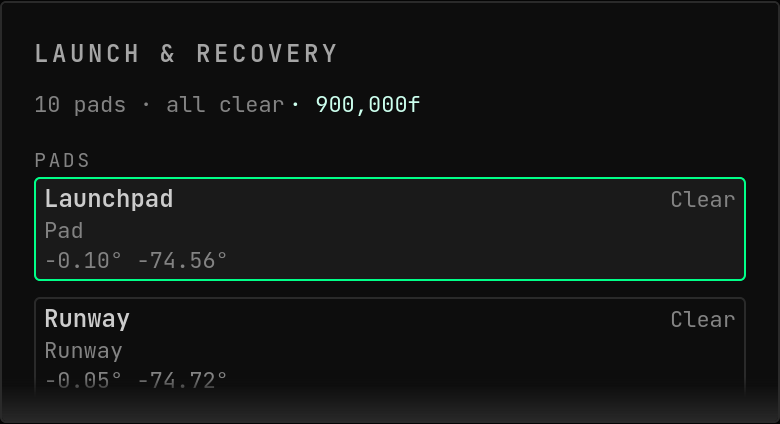 LAUNCH & RECOVERY
10 pads · all clear · 900,000f
PADS
Launchpad Clear
Pad
-0.10° -74.56°
Runway Clear
Runway
-0.05° -74.72°